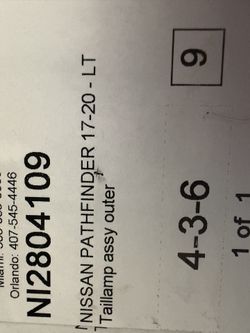 Orlando: 407-545-4446
NI2804109
NISSAN PATHFINDER 17-20 - LT
Taillamp assy outer
9
4-3-6
1 of 1